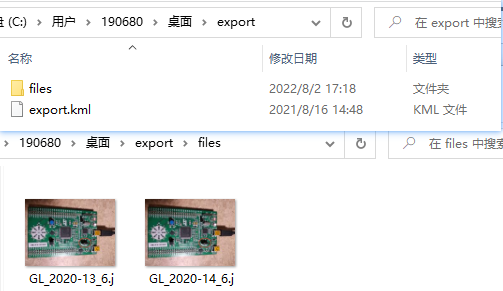 盘 (C:) > 用户 > 190680 > 桌面 > export
在 export 中搜
名称 修改日期 类型
files 2022/8/2 17:18 文件夹
export.kml 2021/8/16 14:48 KML 文件
> 190680 > 桌面 > export > files
在 files 中搜
GL_2020-13_6.j GL_2020-14_6.j